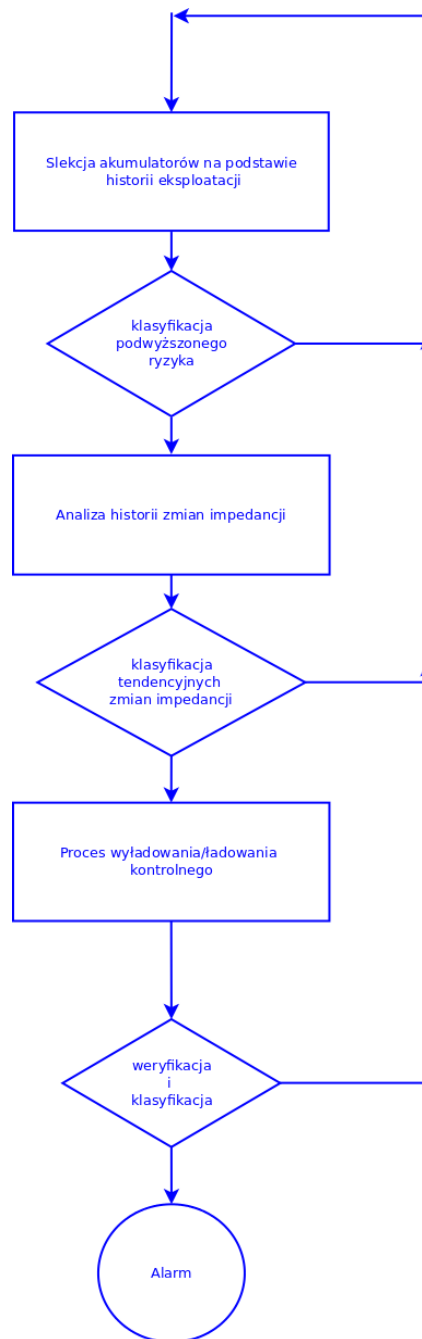 Slekcja akumulatorów na podstawie
historii eksploatacji
klasyfikacja
podwyższonego
ryzyka
Analiza historii zmian impedancji
klasyfikacja
tendencyjnych
zmian impedancji
Proces wyładowania/ładowania
kontrolnego
weryfikacja
i
klasyfikacja
Alarm